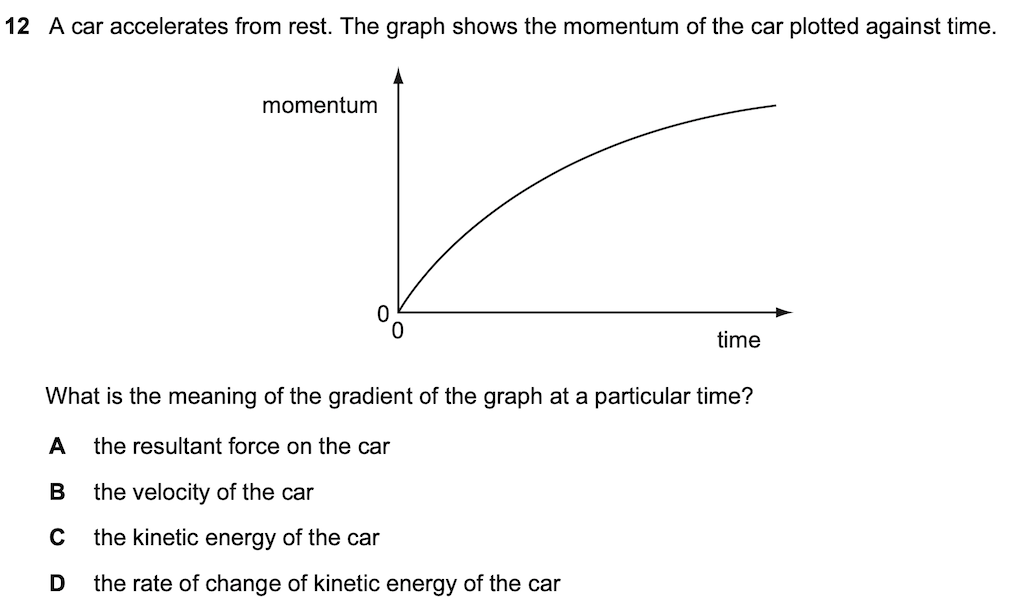 12 A car accelerates from rest. The graph shows the momentum of the car plotted against time.
momentum
0
0
time
What is the meaning of the gradient of the graph at a particular time?
A the resultant force on the car
B the velocity of the car
C the kinetic energy of the car
D the rate of change of kinetic energy of the car